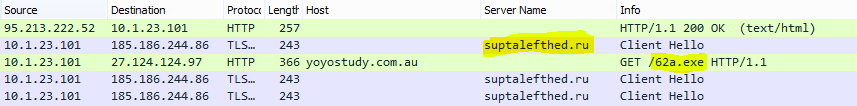 Source Destination Protocc Length Host Server Name Info
95.213.222.52 10.1.23.101 HTTP 257 HTTP/1.1 200 OK (text/html)
10.1.23.101 185.186.244.86 TLS… 243 suptalefthed.ru Client Hello
10.1.23.101 27.124.124.97 HTTP 366 yoyostudy.com.au GET /62a.exe HTTP/1.1
10.1.23.101 185.186.244.86 TLS… 243 suptalefthed.ru Client Hello
10.1.23.101 185.186.244.86 TLS… 243 suptalefthed.ru Client Hello